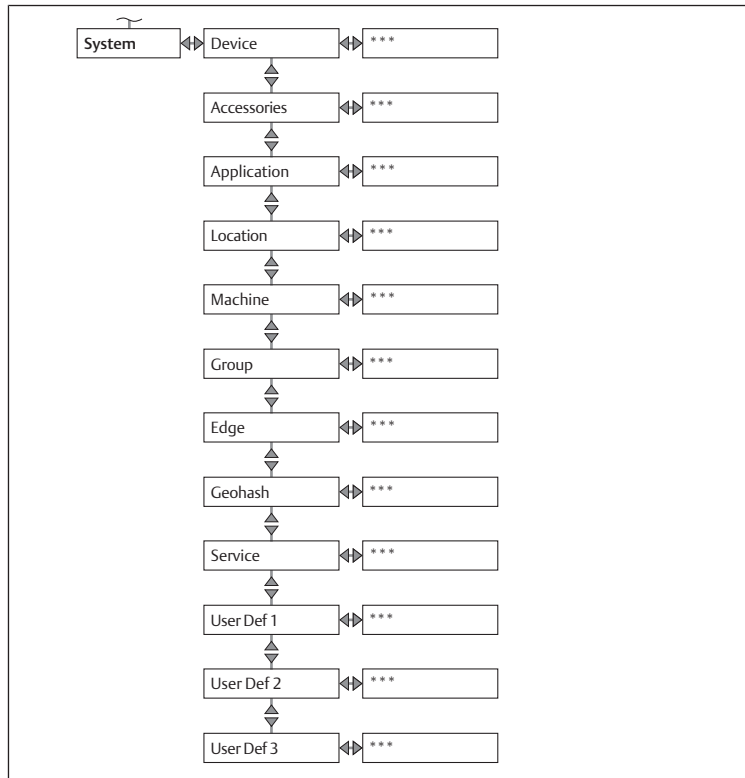 System Device ***
Accessories ***
Application ***
Location ***
Machine ***
Group ***
Edge ***
Geohash ***
Service ***
User Def 1 ***
User Def 2 ***
User Def 3 ***